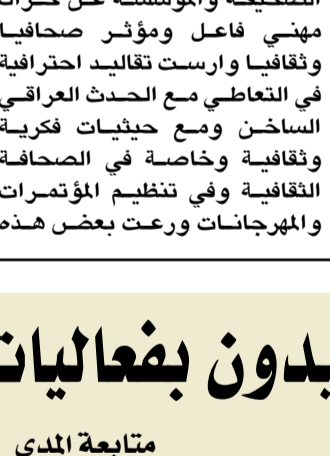 مهني فاعل ومؤثر صحافيا
وثقافيا وارست تقاليد احترافية
في التعاطي مع الحدث العراقي
الساخن ومع حيثيات فكرية
وثقافية وخاصة في الصحافة
الثقافية وفي تنظيم المؤتمرات
والمهرجانات ورعت بعض هذه
بفعاليات
متابعة المدى